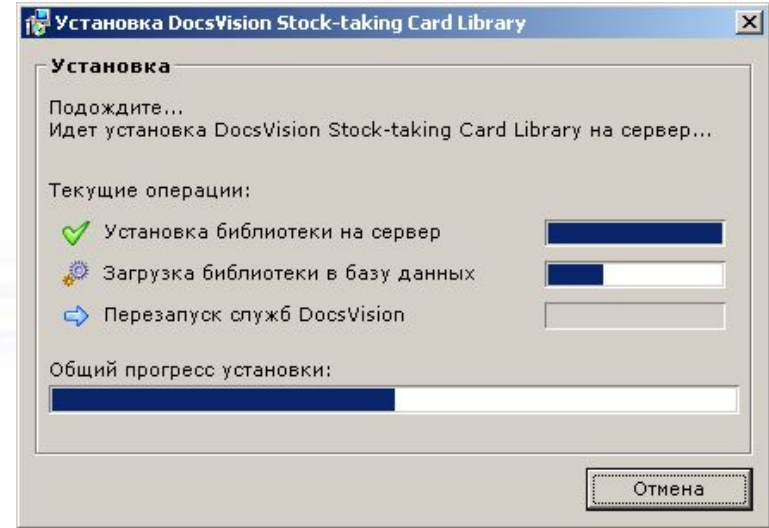 Установка DocsVision Stock-taking Card Library
Установка
Подождите...
Идет установка DocsVision Stock-taking Card Library на сервер...
Текущие операции:
Установка библиотеки на сервер
Загрузка библиотеки в базу данных
Перезапуск служб DocsVision
Общий прогресс установки:
Отмена